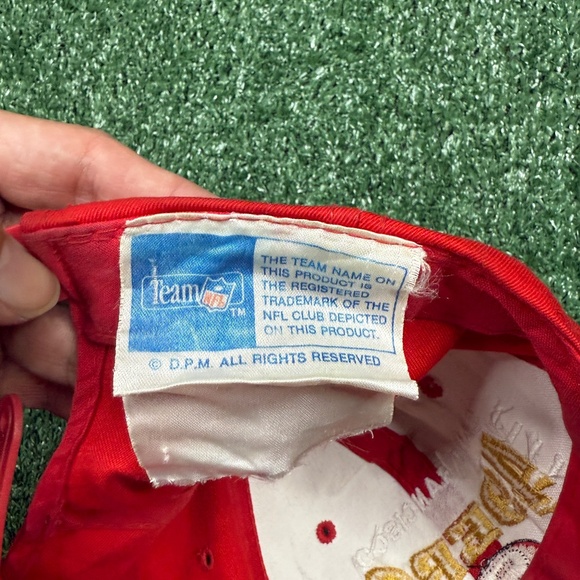 Team NFL TM
THE TEAM NAME ON
THIS PRODUCT IS
THE REGISTERED
TRADEMARK OF THE
NFL CLUB DEPICTED
ON THIS PRODUCT.
© D.P.M. ALL RIGHTS RESERVED